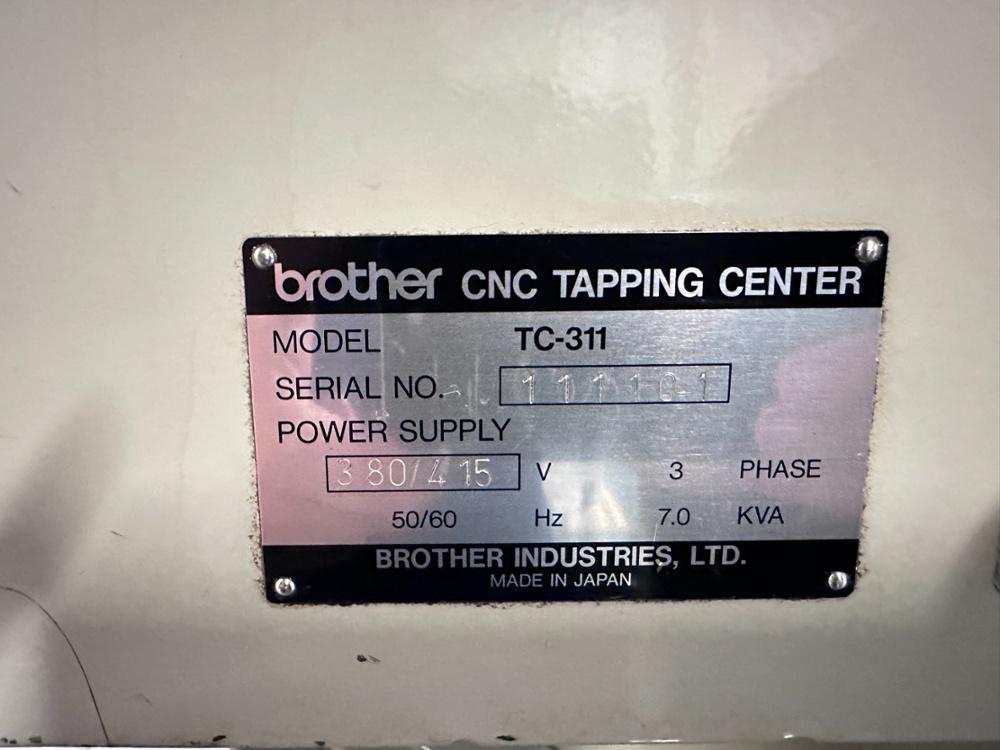 brother CNC TAPPING CENTER
MODEL TC-311
SERIAL NO. 111101
POWER SUPPLY
380/415 V 3 PHASE
50/60 Hz 7.0 KVA
BROTHER INDUSTRIES, LTD.
MADE IN JAPAN